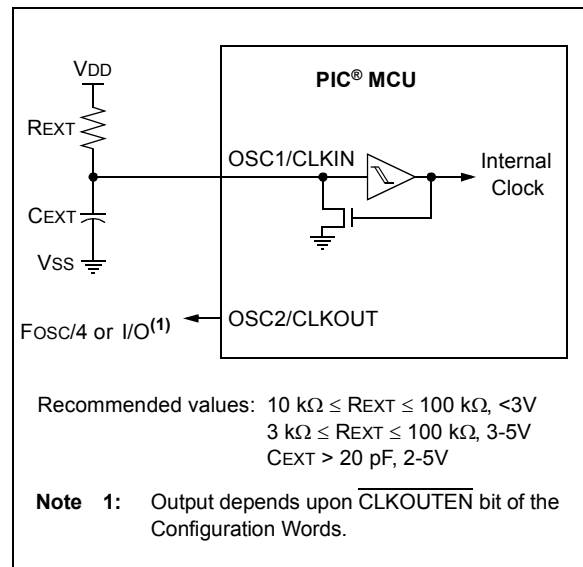 VDD
PIC® MCU
REXT
OSC1/CLKIN
Internal
Clock
CEXT
VSS
OSC2/CLKOUT
FOSC/4 or I/O(1)
Recommended values: 10 kΩ ≤ REXT ≤ 100 kΩ, <3V
3 kΩ ≤ REXT ≤ 100 kΩ, 3-5V
CEXT > 20 pF, 2-5V
Note 1: Output depends upon CLKOUTEN bit of the
Configuration Words.